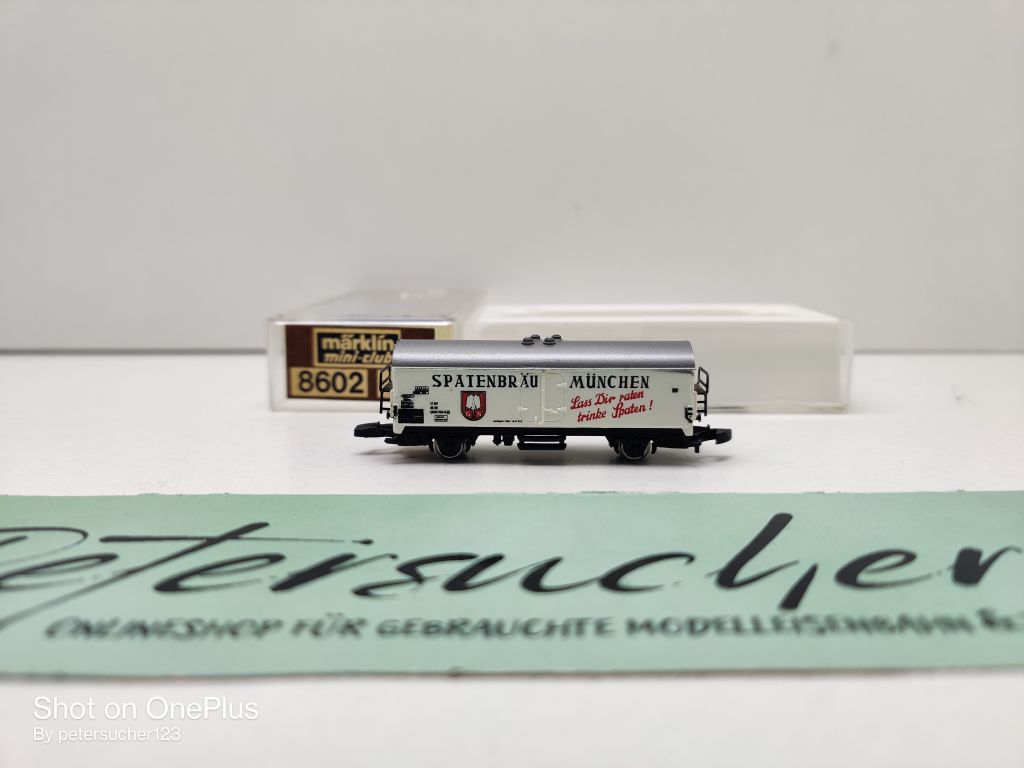 märklin
mini-club
8602
SPATENBRÄU MÜNCHEN
Lass Dir raten
trinke Spaten!
G S
Petersucher
ONLINESHOP FÜR GEBRAUCHTE MODELLEISENBAHN &
Shot on OnePlus
By petersucher123